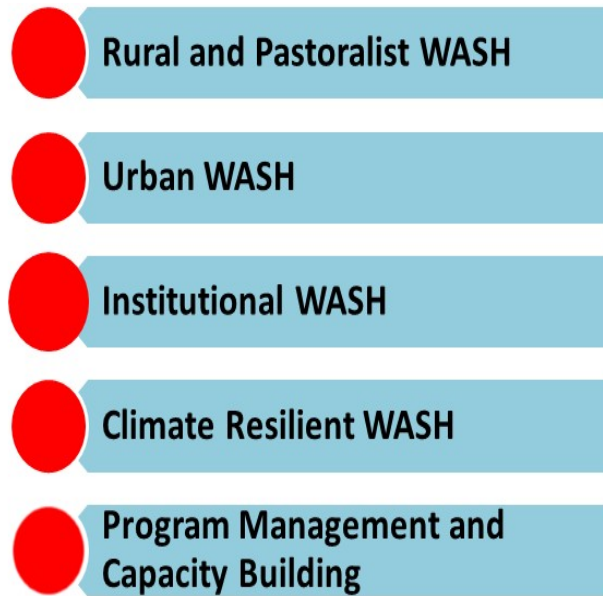 Rural and Pastoralist WASH
Urban WASH
Institutional WASH
Climate Resilient WASH
Program Management and
Capacity Building